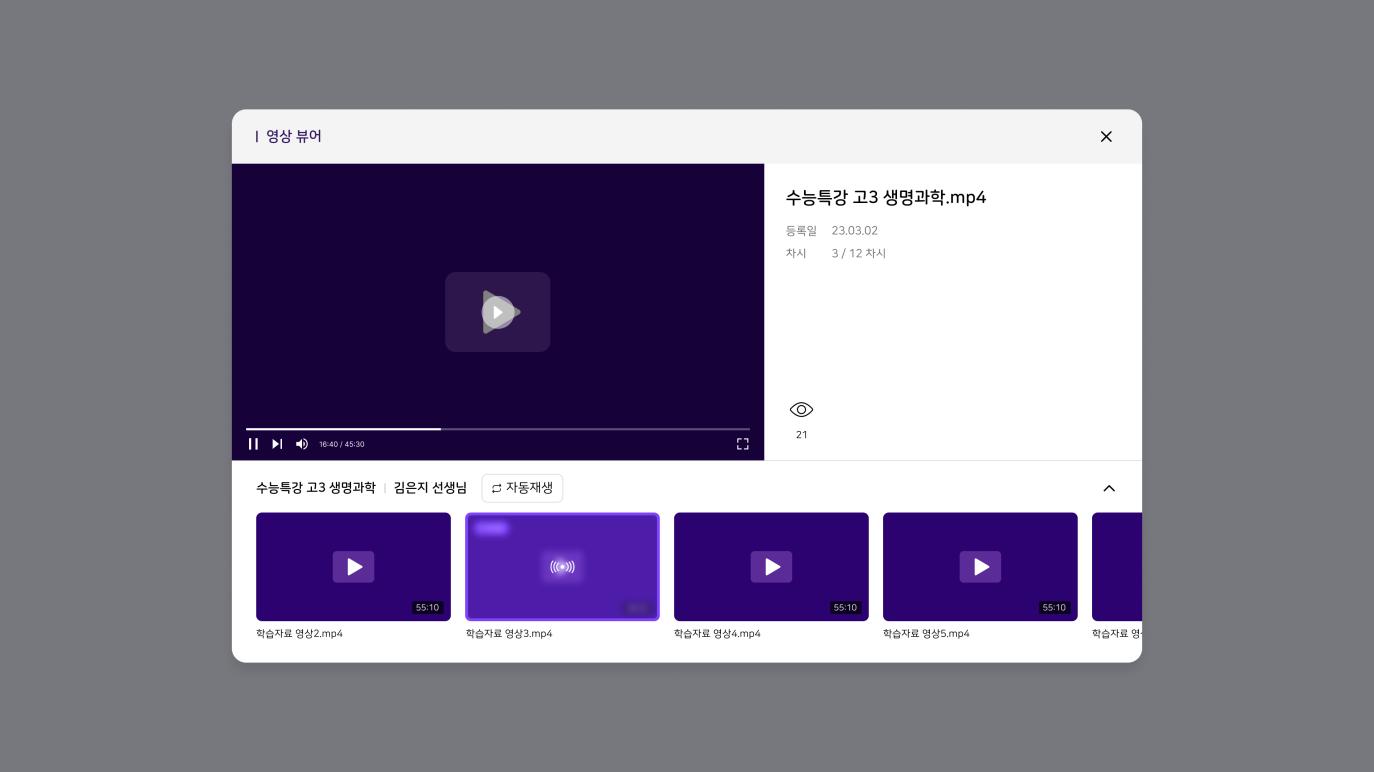 영상 뷰어
수능특강 고3 생명과학.mp4
등록일 23.03.02
차시 3 / 12 차시
21
16:40 / 45:30
수능특강 고3 생명과학 | 김은지 선생님 자동재생
55:10 55:10 55:10
학습자료 영상2.mp4 학습자료 영상3.mp4 학습자료 영상4.mp4 학습자료 영상5.mp4 학습자료